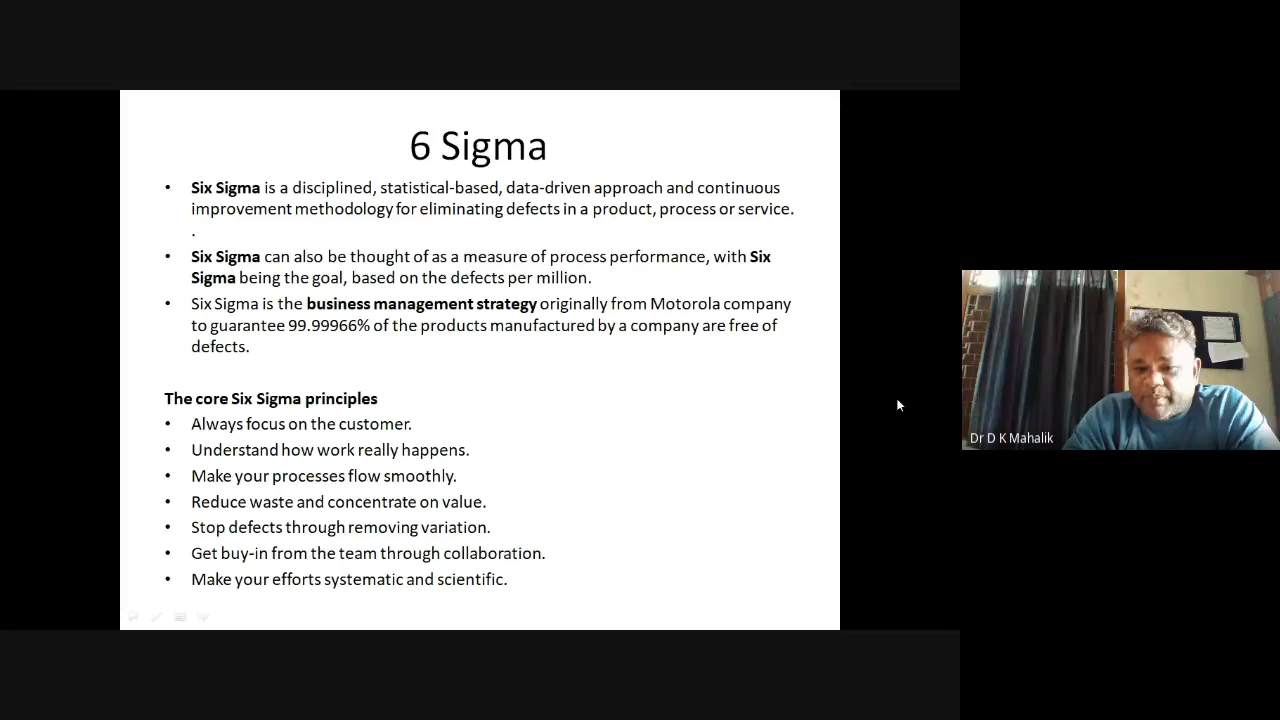 6 Sigma
• Six Sigma is a disciplined, statistical-based, data-driven approach and continuous
improvement methodology for eliminating defects in a product, process or service.
.
• Six Sigma can also be thought of as a measure of process performance, with Six
Sigma being the goal, based on the defects per million.
• Six Sigma is the business management strategy originally from Motorola company
to guarantee 99.99966% of the products manufactured by a company are free of
defects.
The core Six Sigma principles
• Always focus on the customer.
• Understand how work really happens.
• Make your processes flow smoothly.
• Reduce waste and concentrate on value.
• Stop defects through removing variation.
• Get buy-in from the team through collaboration.
• Make your efforts systematic and scientific.
Dr D K Mahalik